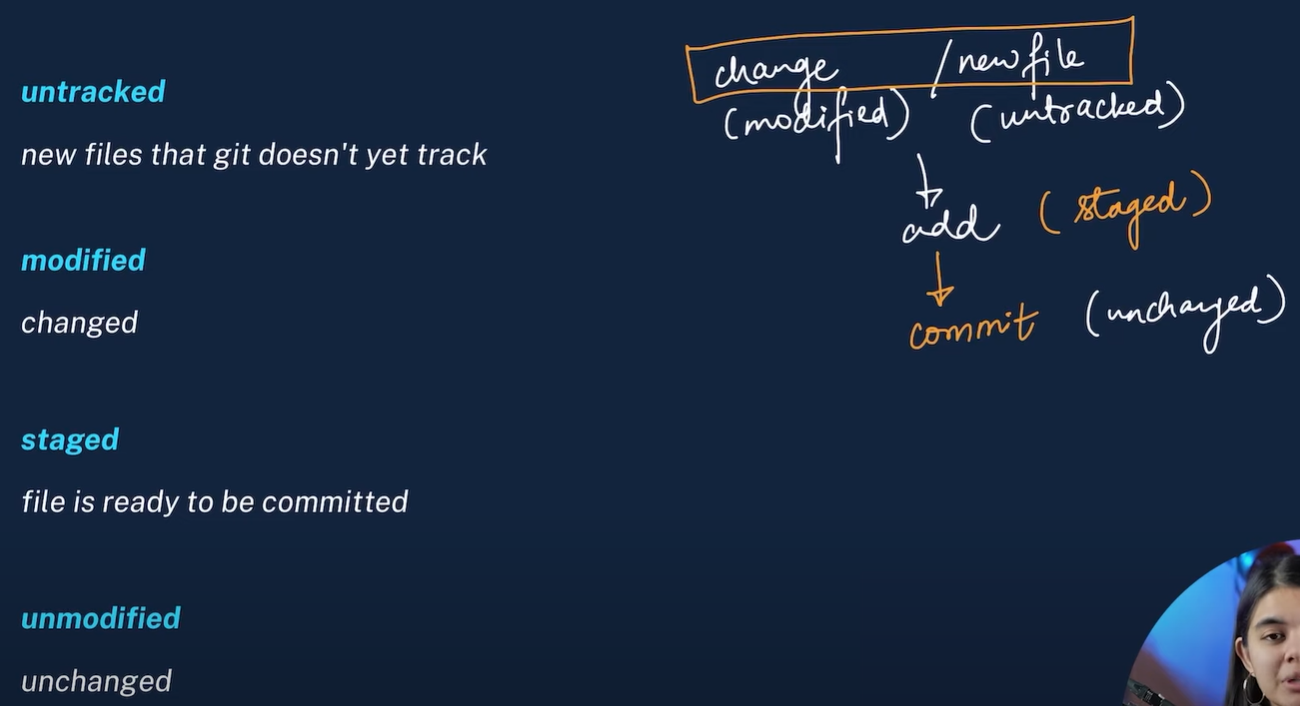 untracked
new files that git doesn't yet track
modified
changed
staged
file is ready to be committed
unmodified
unchanged
change / new file
(modified) (untracked)
add (staged)
commit (unchanged)